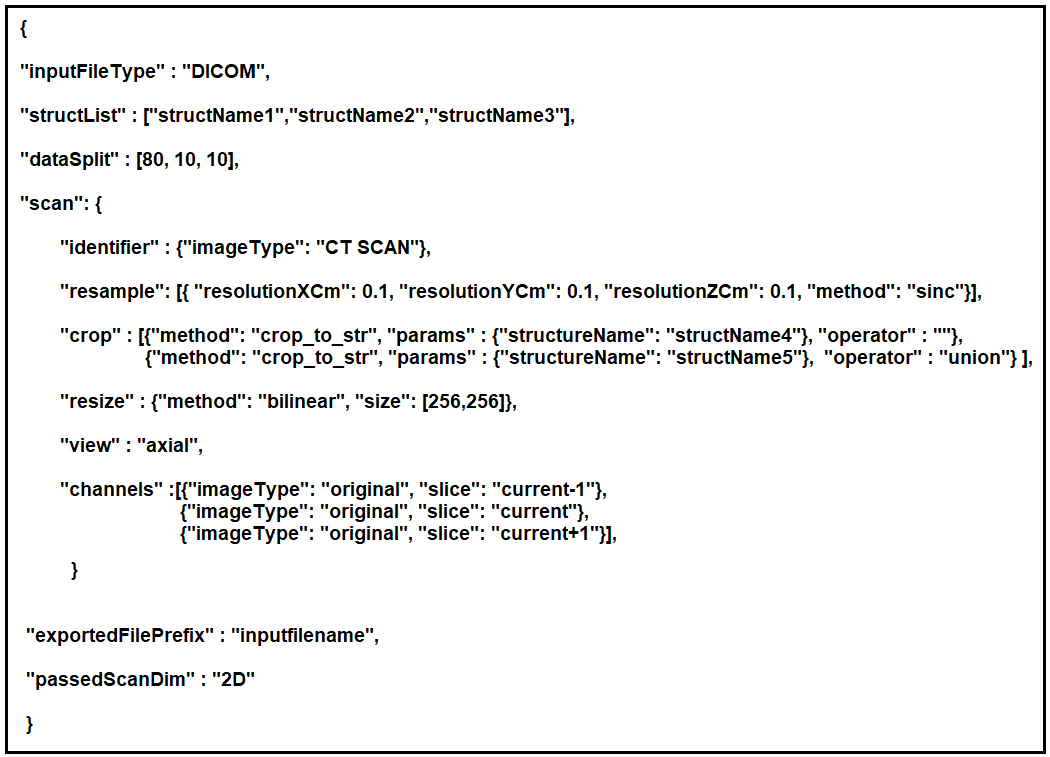 {
"inputFileType" : "DICOM",
"structList" : ["structName1","structName2","structName3"],
"dataSplit" : [80, 10, 10],
"scan": {
"identifier" : {"imageType": "CT SCAN"},
"resample": [{ "resolutionXCm": 0.1, "resolutionYCm": 0.1, "resolutionZCm": 0.1, "method": "sinc"}],
"crop" : [{"method": "crop_to_str", "params" : {"structureName": "structName4"}, "operator" : ""},
{"method": "crop_to_str", "params" : {"structureName": "structName5"},  "operator" : "union"} ],
"resize" : {"method": "bilinear", "size": [256,256]},
"view" : "axial",
"channels" :[{"imageType": "original", "slice": "current-1"},
{"imageType": "original", "slice": "current"},
{"imageType": "original", "slice": "current+1"}],
}
"exportedFilePrefix" : "inputfilename",
"passedScanDim" : "2D"
}